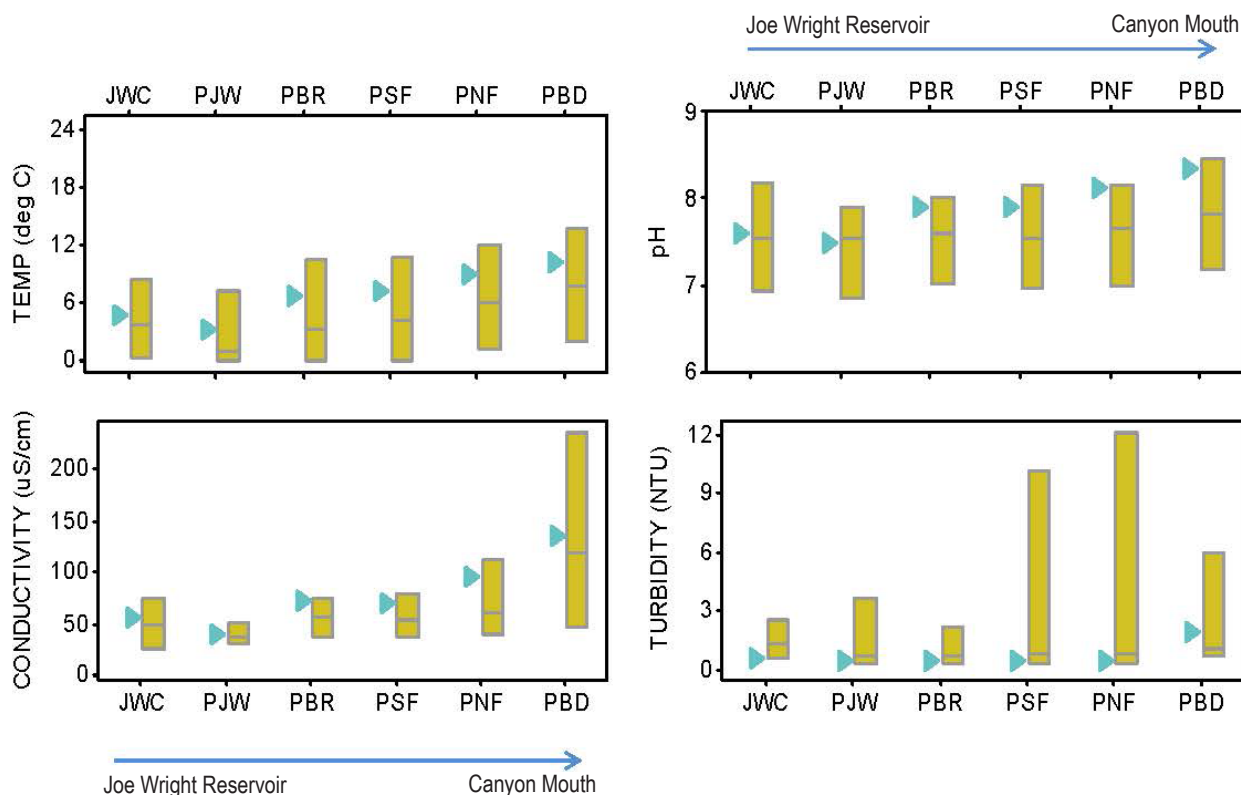 Joe Wright Reservoir Canyon Mouth
JWC PJW PBR PSF PNF PBD
24
18
12
6
0
TEMP (deg C)
JWC PJW PBR PSF PNF PBD
9
8
7
6
pH
200
150
100
50
0
CONDUCTIVITY (uS/cm)
JWC PJW PBR PSF PNF PBD
12
9
6
3
0
TURBIDITY (NTU)
JWC PJW PBR PSF PNF PBD
Joe Wright Reservoir Canyon Mouth